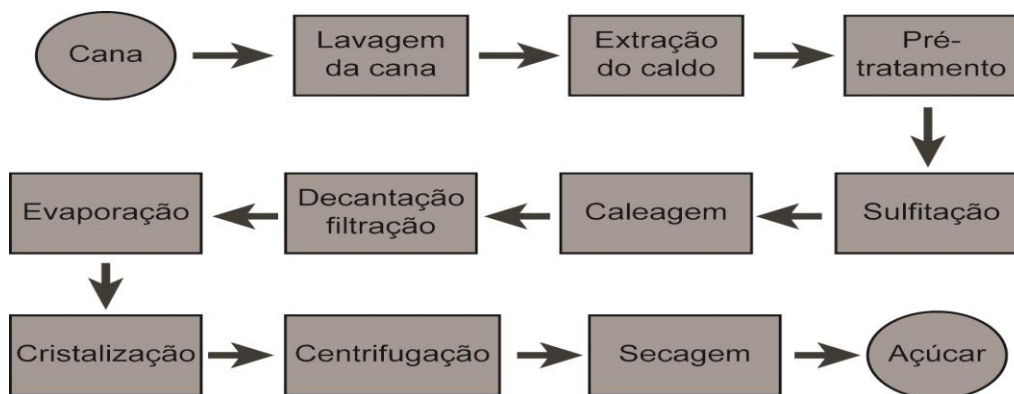 Cana
Lavagem
da cana
Extração
do caldo
Pré-
tratamento
Sulfitação
Caleagem
Decantação
filtração
Evaporação
Cristalização
Centrifugação
Secagem
Açúcar